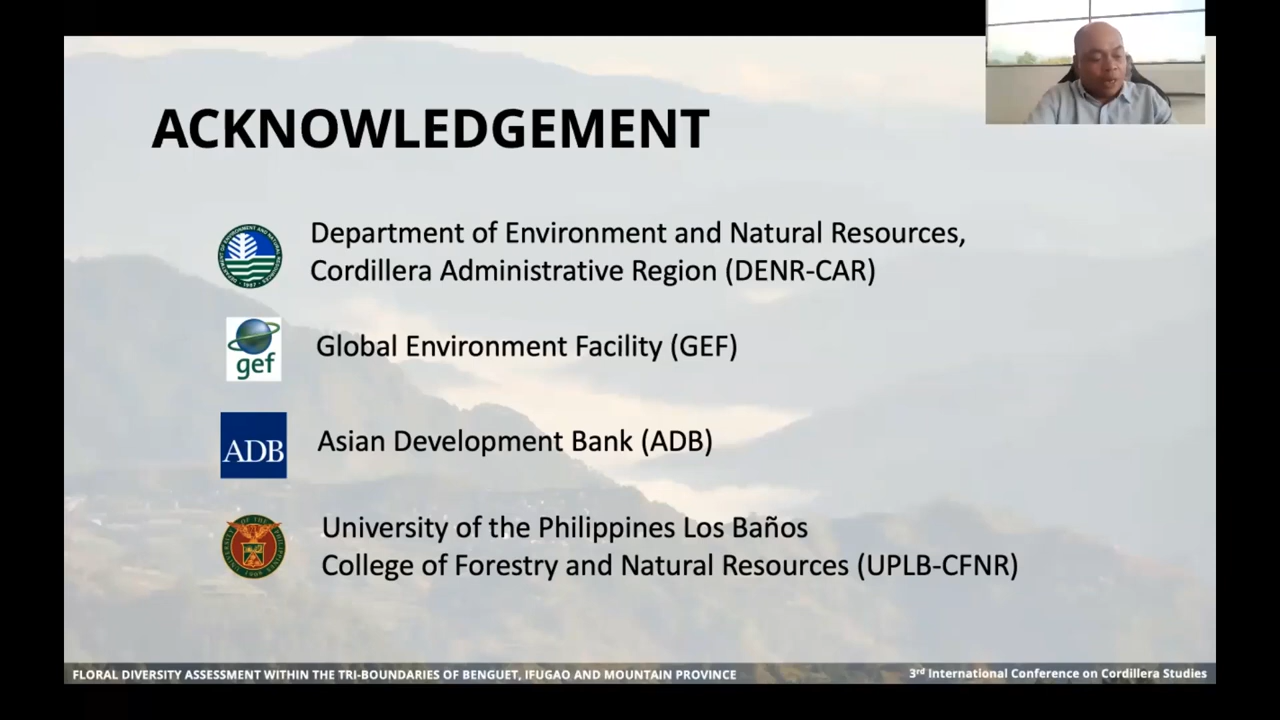 ACKNOWLEDGEMENT
Department of Environment and Natural Resources,
Cordillera Administrative Region (DENR-CAR)
gef
Global Environment Facility (GEF)
ADB
Asian Development Bank (ADB)
University of the Philippines Los Baños
College of Forestry and Natural Resources (UPLB-CFNR)
FLORAL DIVERSITY ASSESSMENT WITHIN THE TRI-BOUNDARIES OF BENGUET, IFUGAO AND MOUNTAIN PROVINCE
3rd International Conference on Cordillera Studies